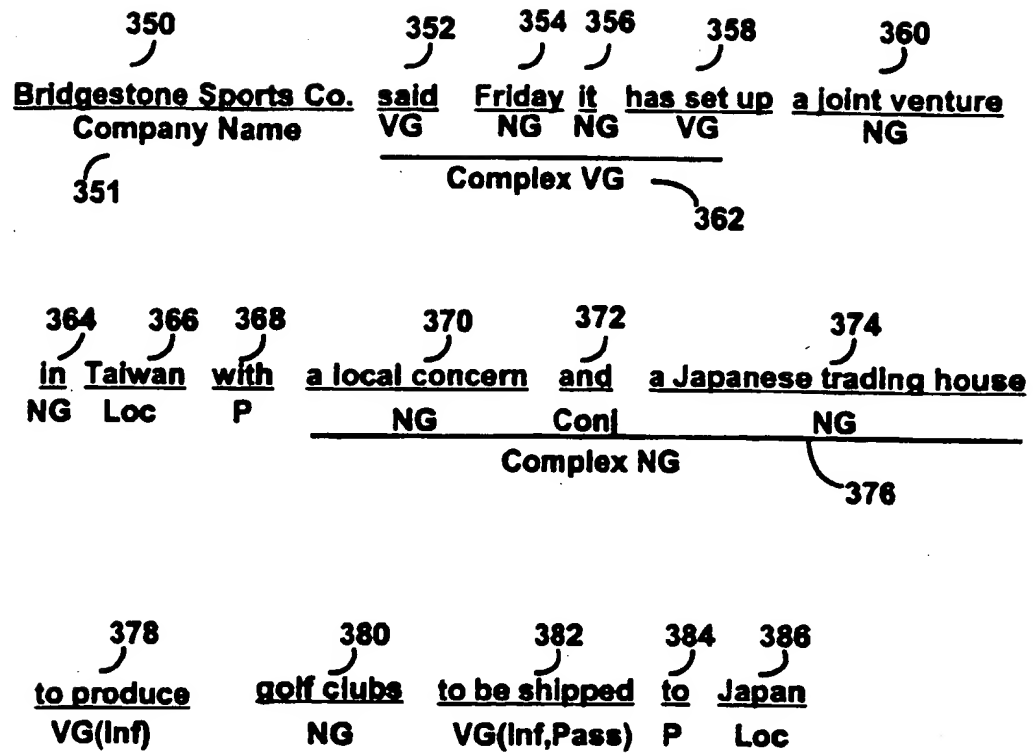 350 352 354 356 358 360
Bridgestone Sports Co. said Friday it has set up a joint venture
Company Name VG NG NG VG NG
351 Complex VG 362
364 366 368 370 372 374
in Taiwan with a local concern and a Japanese trading house
NG Loc P NG Conj NG
Complex NG
376
378 380 382 384 386
to produce golf clubs to be shipped to Japan
VG(Inf) NG VG(Inf,Pass) P Loc